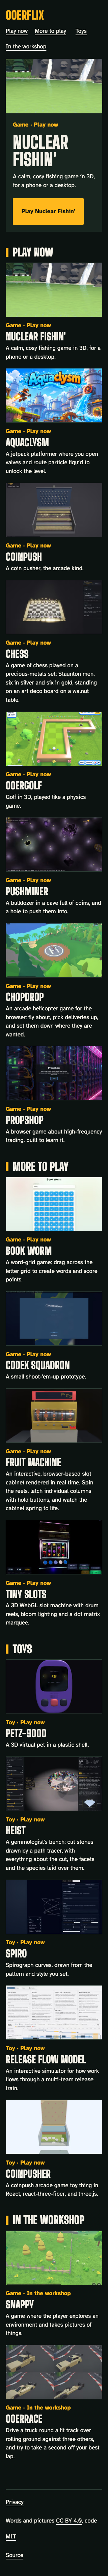 OOERFLIX
Play now More to play Toys
In the workshop
Game · Play now
NUCLEAR
FISHIN'
A calm, cosy fishing game in 3D,
for a phone or a desktop.
Play Nuclear Fishin'
PLAY NOW
Game · Play now
NUCLEAR FISHIN'
A calm, cosy fishing game in 3D, for a
phone or a desktop.
Aquaclysm
Game · Play now
AQUACLYSM
A jetpack platformer where you open
valves and route particle liquid to
unlock the level.
Game · Play now
COINPUSH
A coin pusher, the arcade kind.
Game · Play now
CHESS
A game of chess played on a
precious-metals set: Staunton men,
six in silver and six in gold, standing
on an art deco board on a walnut
table.
Game · Play now
OOERGOLF
Golf in 3D, played like a physics
game.
Game · Play now
PUSHMINER
A bulldozer in a cave full of coins, and
a hole to push them into.
Game · Play now
CHOPDROP
An arcade helicopter game for the
browser: fly about, pick deliveries up,
and set them down where they are
wanted.
Game · Play now
PROPSHOP
A browser game about high-frequency
trading, built to learn it.
MORE TO PLAY
Book Worm
Game · Play now
BOOK WORM
A word-grid game: drag across the
letter grid to create words and score
points.
Game · Play now
CODEX SQUADRON
A small shoot-'em-up prototype.
Game · Play now
FRUIT MACHINE
An interactive, browser-based slot
cabinet rendered in real time. Spin
the reels, latch individual columns
with hold buttons, and watch the
cabinet spring to life.
Game · Play now
TINY SLOTS
A 3D WebGL slot machine with drum
reels, bloom lighting and a dot matrix
marquee.
TOYS
Toy · Play now
PETZ-9000
A 3D virtual pet in a plastic shell.
Toy · Play now
HEIST
A gemmologist's bench: cut stones
drawn by a path tracer, with
everything about the cut, the facets
and the species laid over them.
Toy · Play now
SPIRO
Spirograph curves, drawn from the
pattern and style you set.
Toy · Play now
RELEASE FLOW MODEL
An interactive simulator for how work
flows through a multi-team release
train.
Toy · Play now
COINPUSHER
A coinpush arcade game toy thing in
React, react-three-fiber, and three.js.
IN THE WORKSHOP
Game · In the workshop
SNAPPY
A game where the player explores an
environment and takes pictures of
things.
Game · In the workshop
OOERRACE
Drive a truck round a lit track over
rolling ground against three others,
and try to take a second off your best
lap.
Privacy
Words and pictures CC BY 4.0, code
MIT
Source